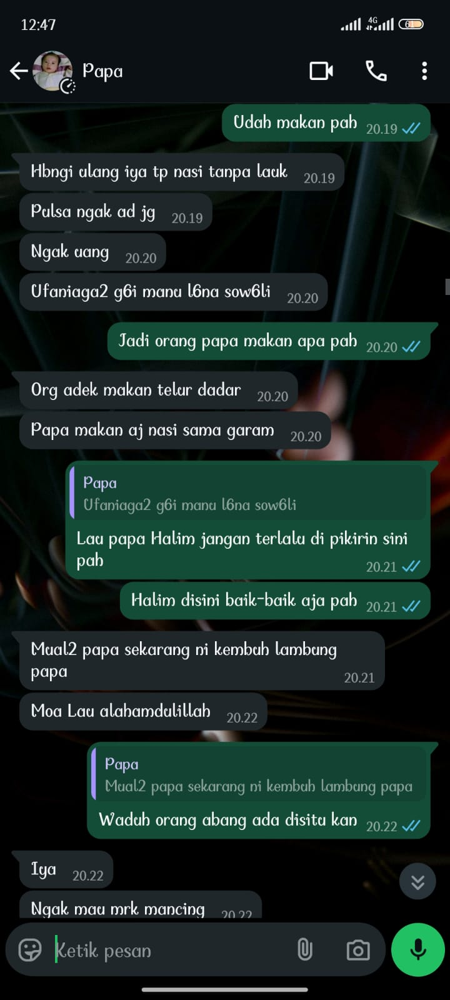 12:47
4G
61
Papa
Udah makan pah 20.19
Hbngi ulang iya tp nasi tanpa lauk 20.19
Pulsa ngak ad jg 20.19
Ngak uang 20.20
Ufaniaga2 g6i manu l6na sow6li 20.20
Jadi orang papa makan apa pah 20.20
Org adek makan telur dadar 20.20
Papa makan aj nasi sama garam 20.20
Papa
Ufaniaga2 g6i manu l6na sow6li
Lau papa Halim jangan terlalu di pikirin sini
pah 20.21
Halim disini baik-baik aja pah 20.21
Mual2 papa sekarang ni kembuh lambung
papa 20.21
Moa Lau alahamdulillah 20.22
Papa
Mual2 papa sekarang ni kembuh lambung papa
Waduh orang abang ada disitu kan 20.22
Iya 20.22
Ngak mau mrk mancing 20.22
Ketik pesan